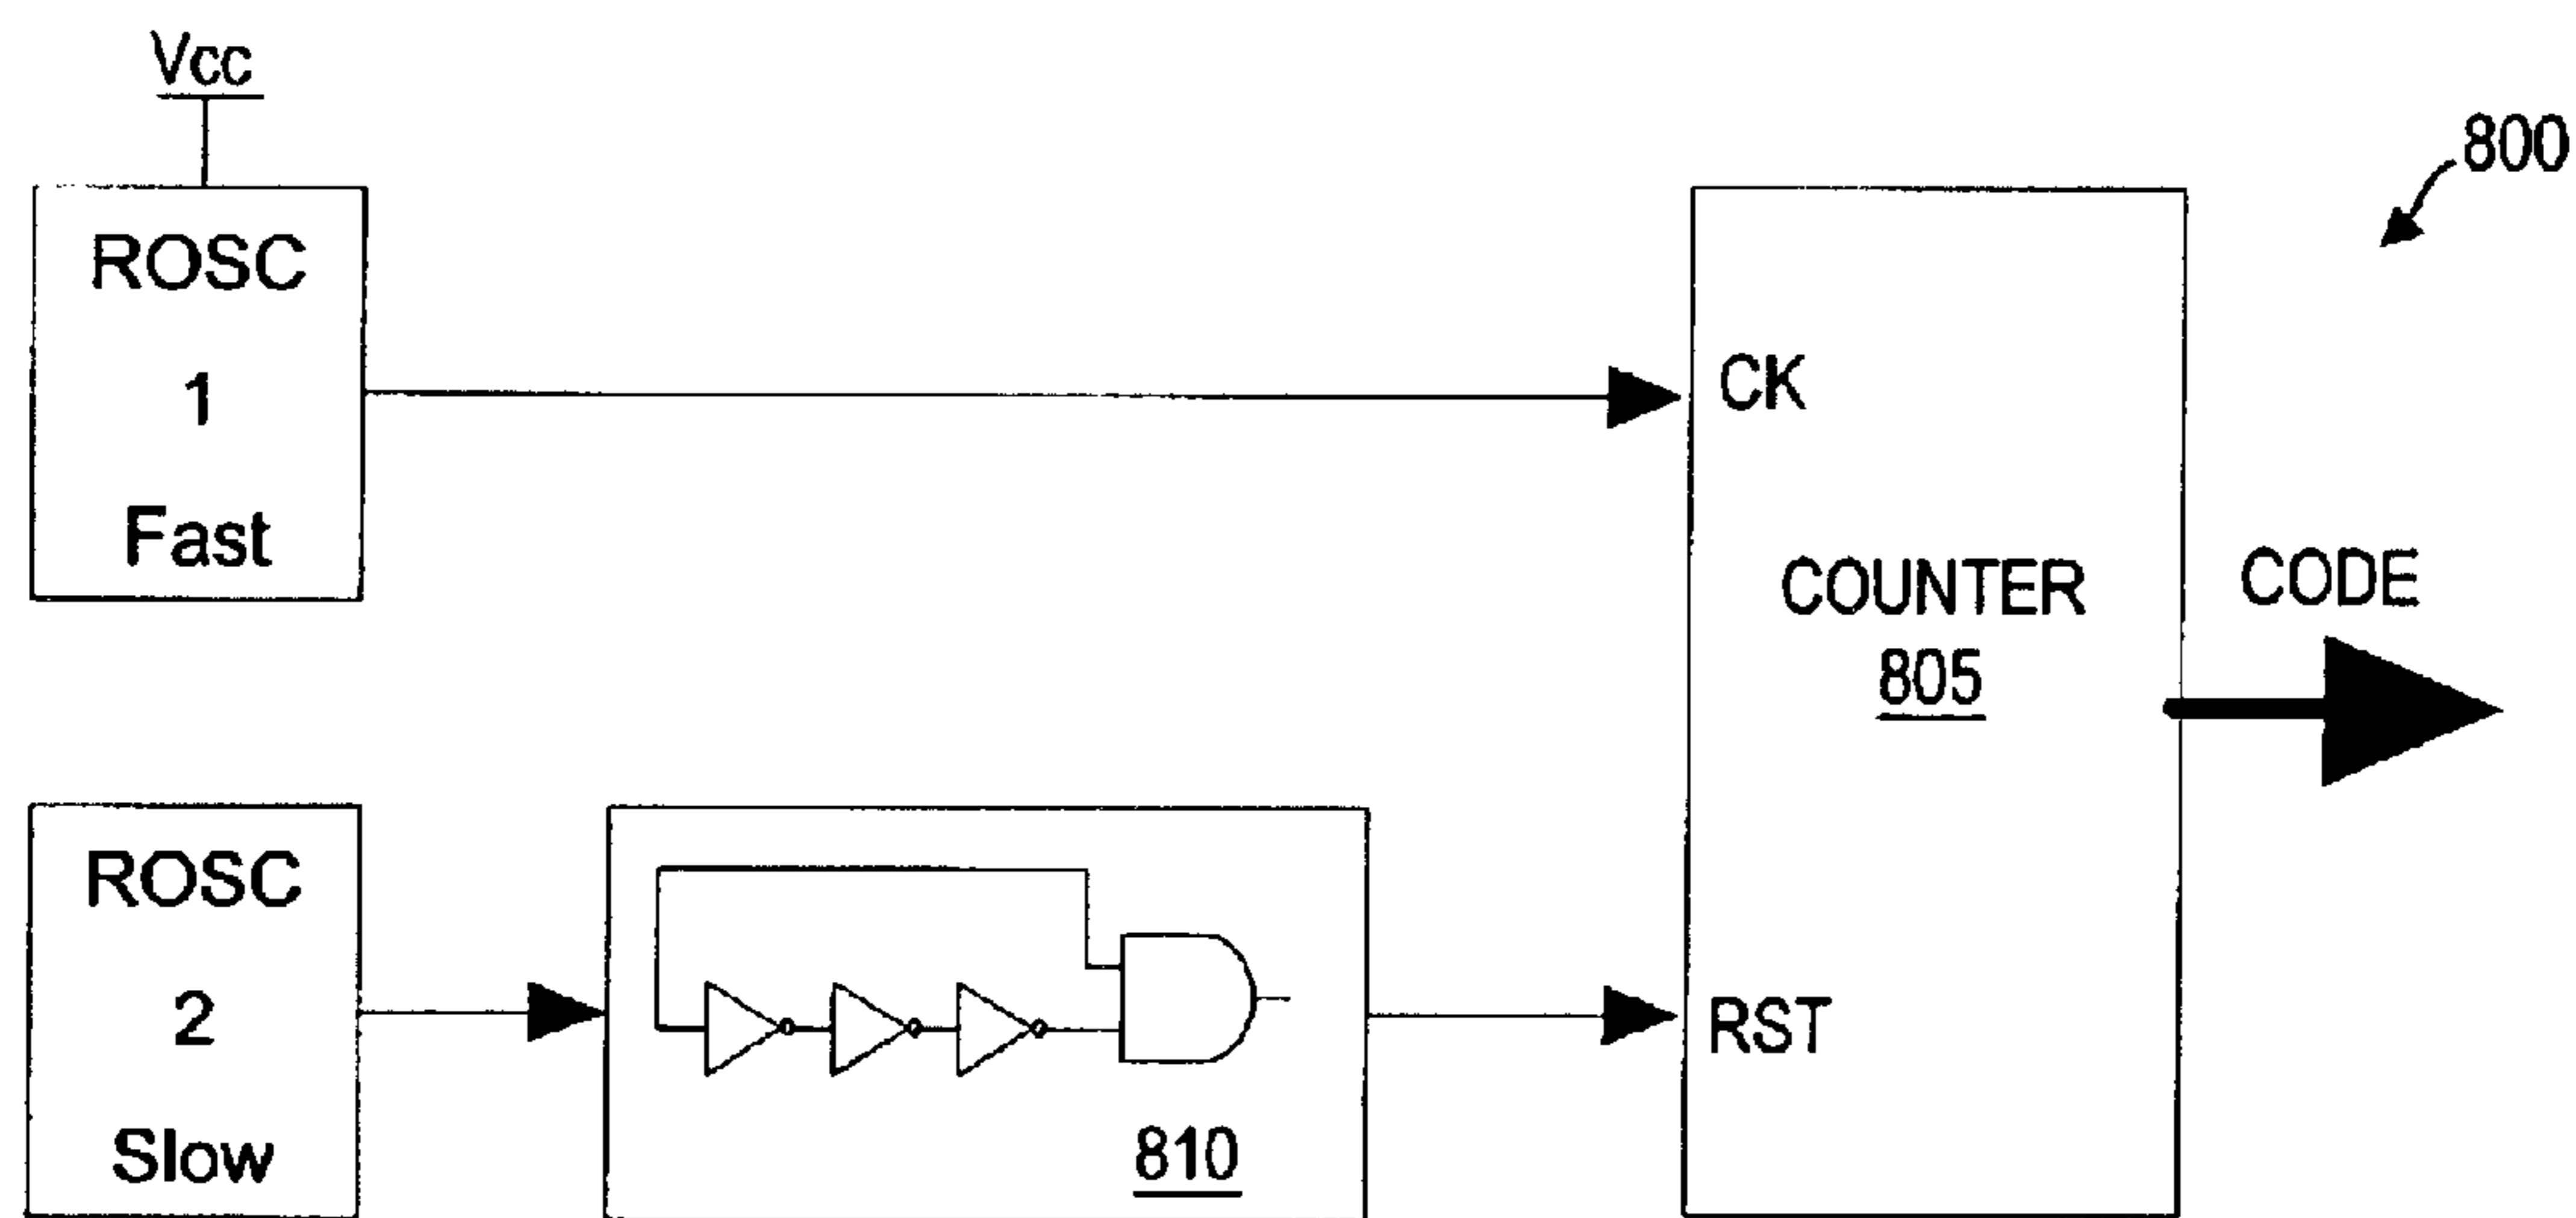 Vcc
800
ROSC
1
Fast
CK
COUNTER
805
CODE
ROSC
2
Slow
810
RST